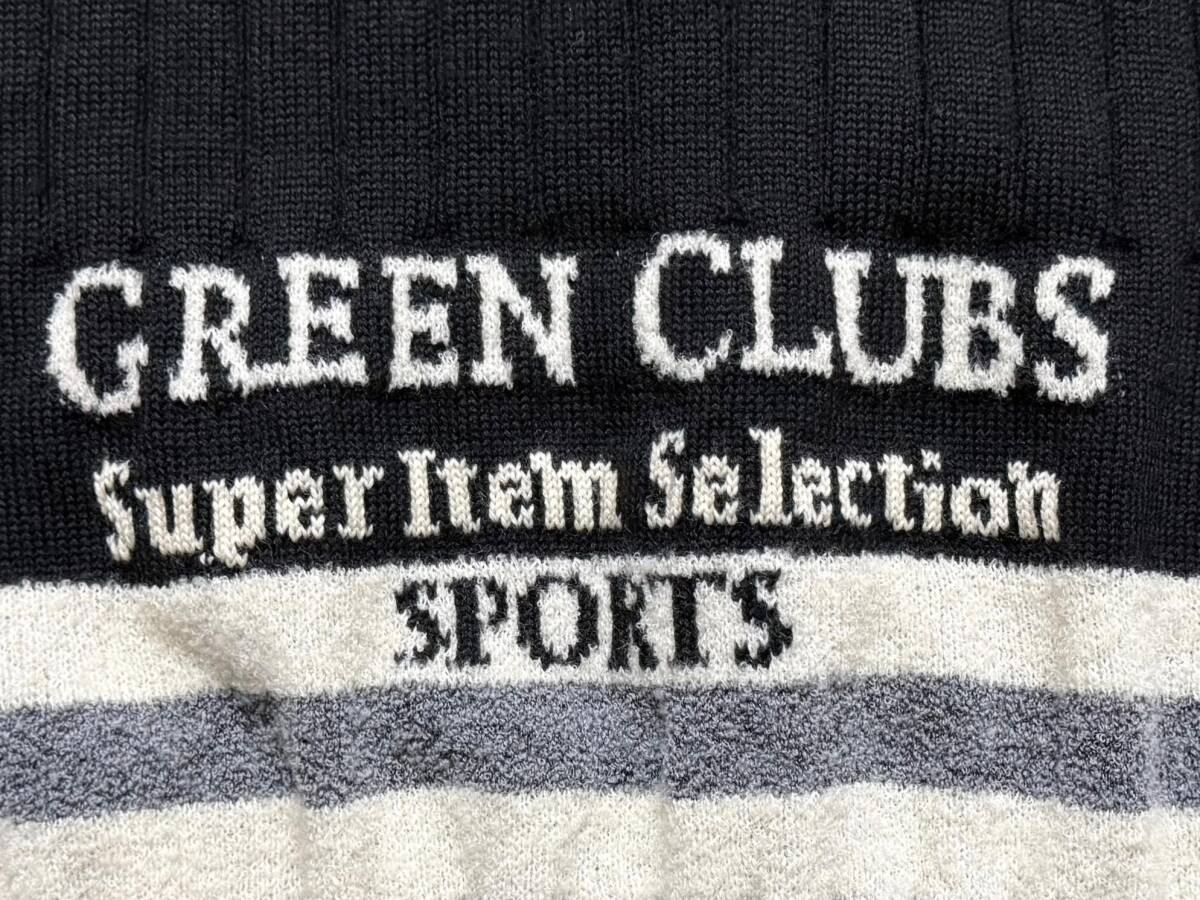 GREEN CLUBS
Super Item Selection
SPORTS